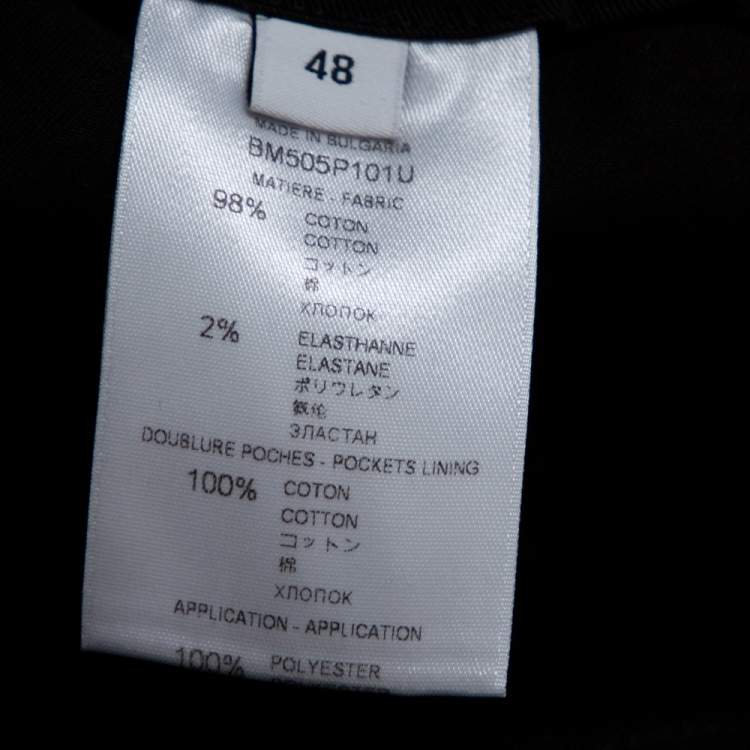 48
MADE IN BULGARIA
BM505P101U
MATIERE - FABRIC
98% COTON
COTTON
コットン
棉
ХЛОПОК
2% ELASTHANNE
ELASTANE
ポリウレタン
氨纶
ЭЛАСТАН
DOUBLURE POCHES - POCKETS LINING
100% COTON
COTTON
コットン
棉
ХЛОПОК
APPLICATION - APPLICATION
100% POLYESTER
POLYESTER